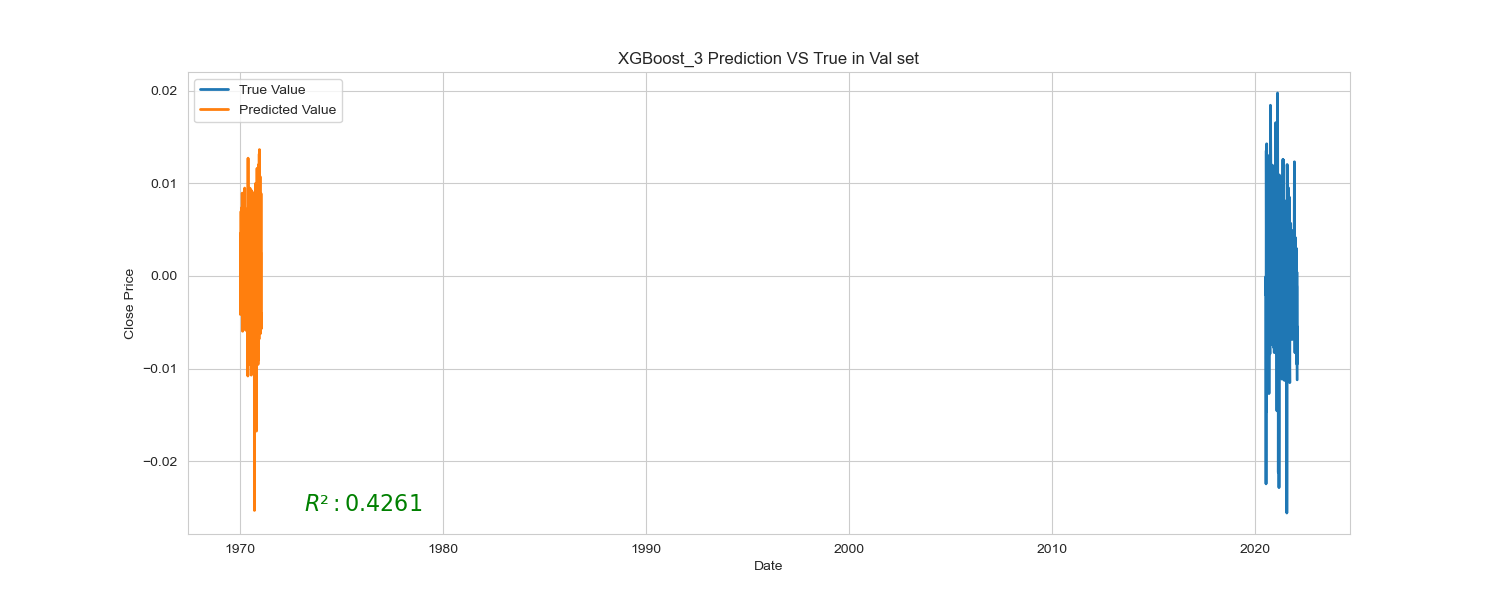 XGBoost_3 Prediction VS True in Val set
True Value
Predicted Value
0.02
0.01
0.00
−0.01
−0.02
Close Price
R² : 0.4261
1970 1980 1990 2000 2010 2020
Date